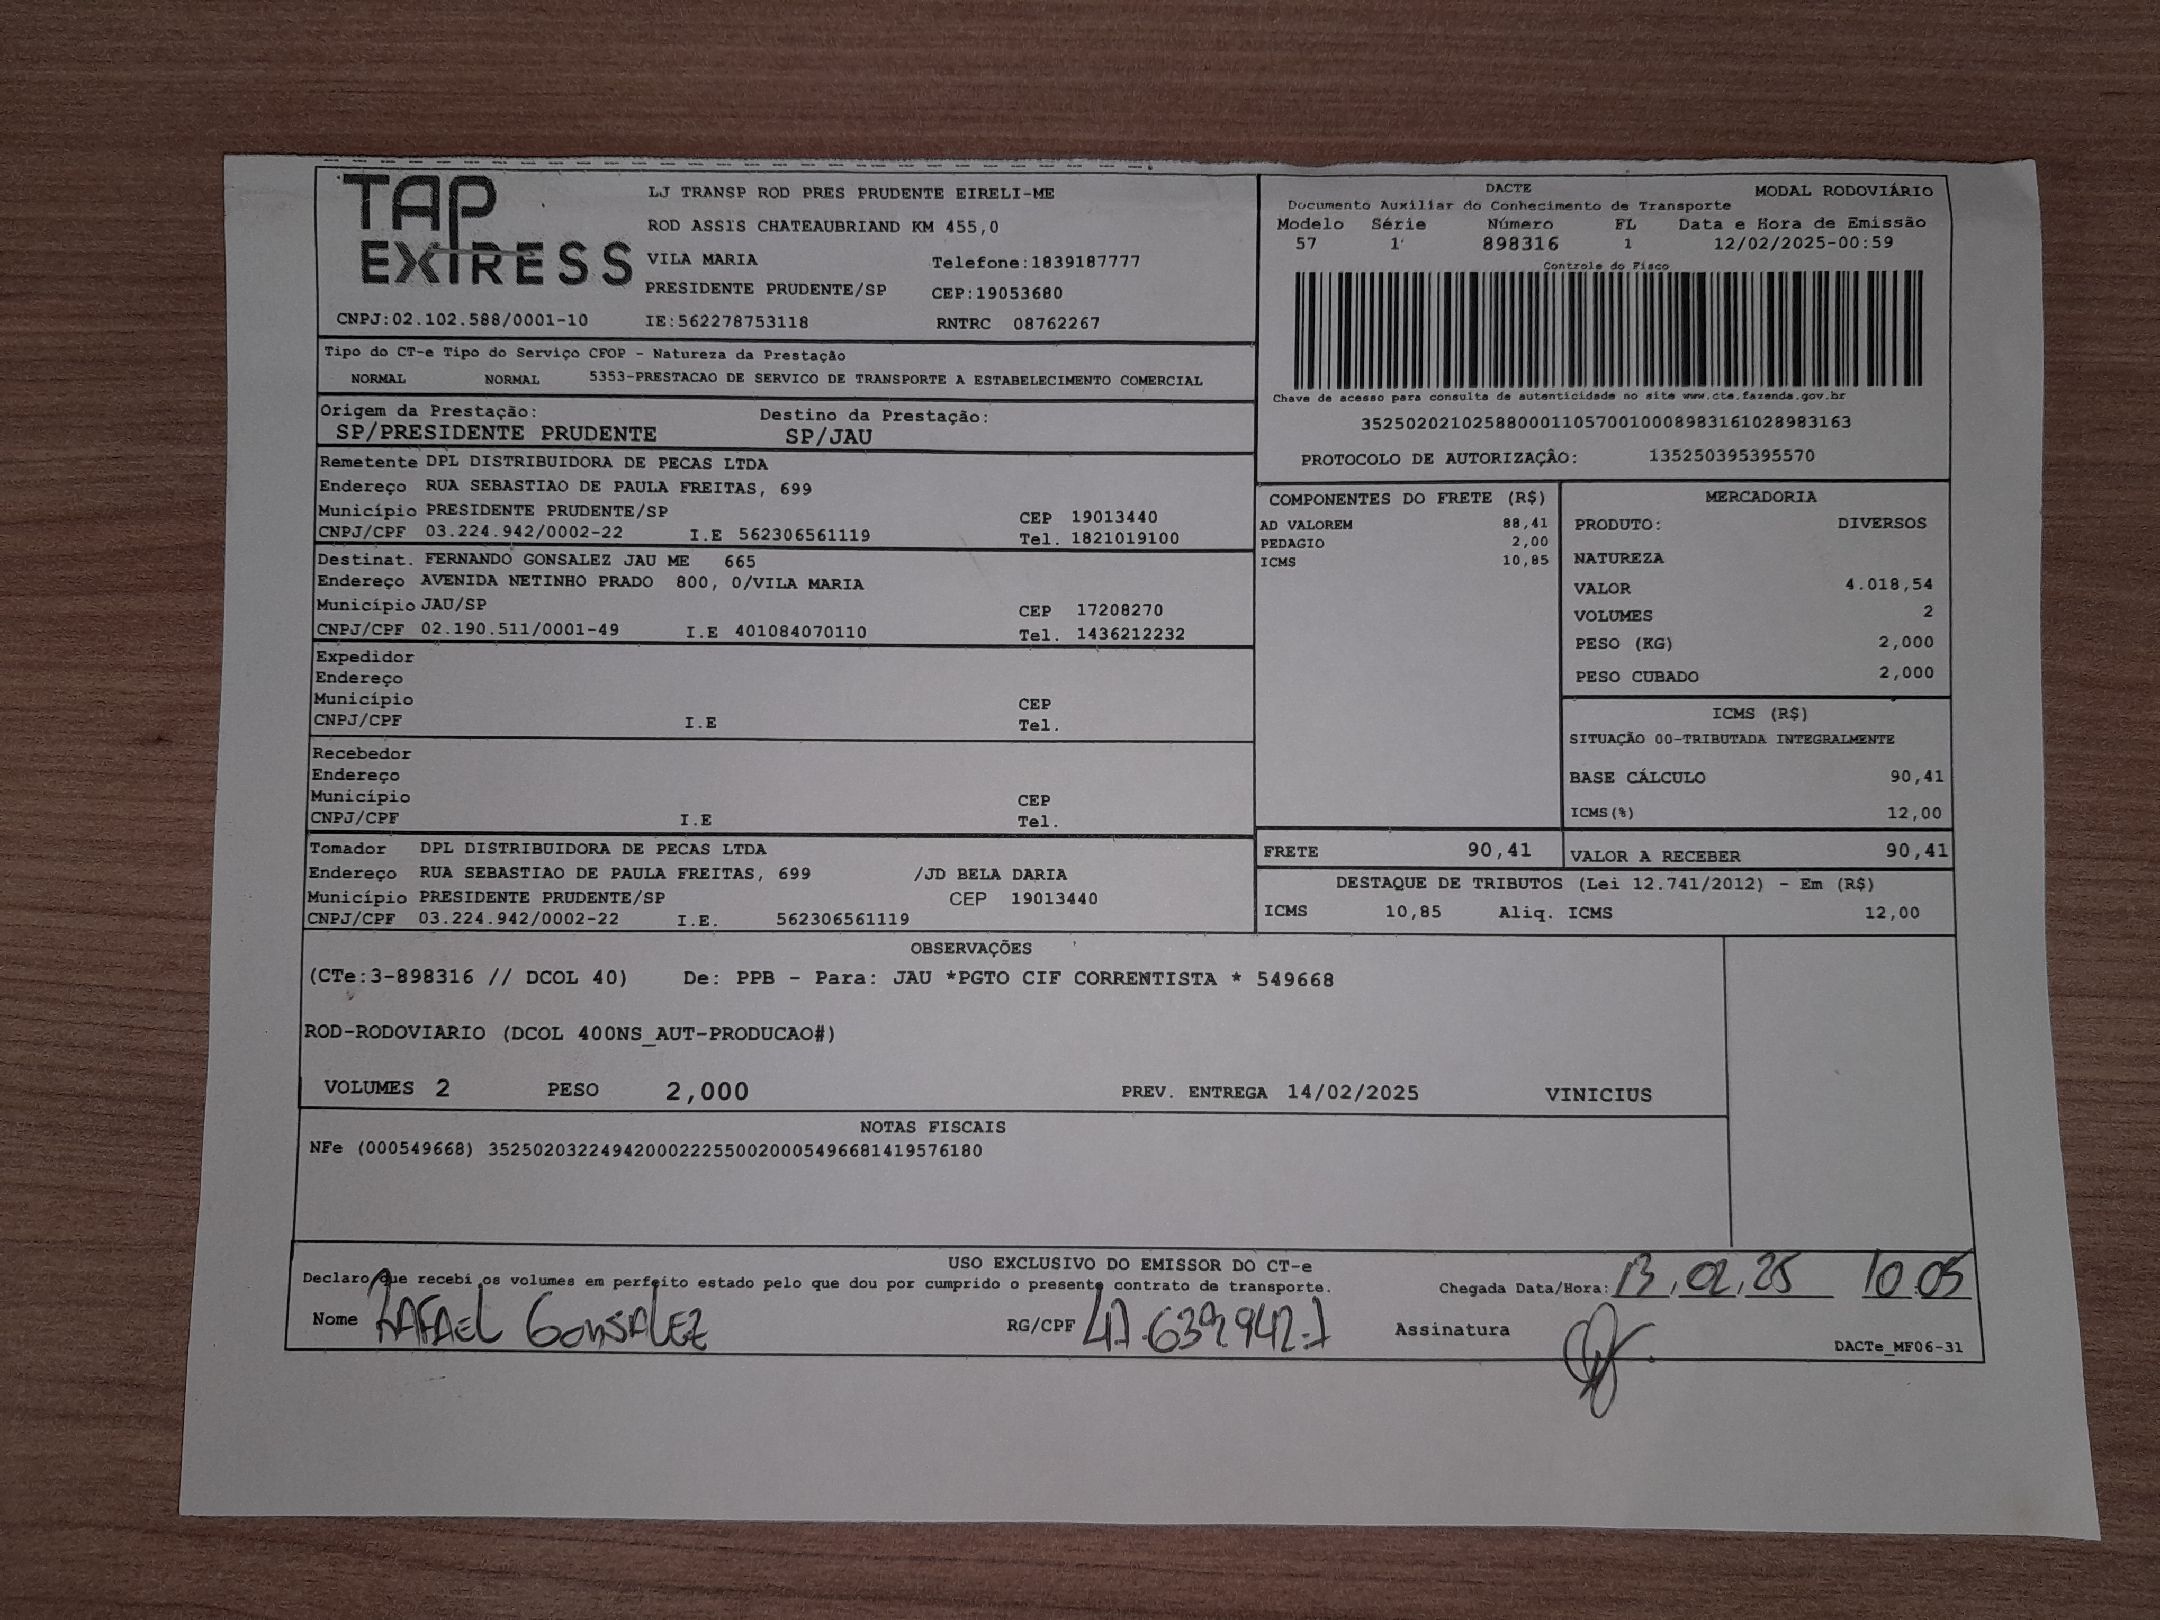 TAP
EXPRESS
LJ TRANSP ROD PRES PRUDENTE EIRELI-ME
ROD ASSIS CHATEAUBRIAND KM 455,0
VILA MARIA Telefone:1839187777
PRESIDENTE PRUDENTE/SP CEP:19053680
CNPJ:02.102.588/0001-10 IE:562278753118 RNTRC 08762267
DACTE MODAL RODOVIÁRIO
Documento Auxiliar do Conhecimento de Transporte
Modelo Série Número FL Data e Hora de Emissão
57 1 898316 1 12/02/2025-00:59
Controle do Fisco
Chave de acesso para consulta de autenticidade no site www.cte.fazenda.gov.br
35250202102588000110570010008983161028983163
PROTOCOLO DE AUTORIZAÇÃO: 135250395395570
Tipo do CT-e Tipo do Serviço CFOP - Natureza da Prestação
NORMAL NORMAL 5353-PRESTACAO DE SERVICO DE TRANSPORTE A ESTABELECIMENTO COMERCIAL
Origem da Prestação: Destino da Prestação:
SP/PRESIDENTE PRUDENTE SP/JAU
Remetente DPL DISTRIBUIDORA DE PECAS LTDA
Endereço RUA SEBASTIAO DE PAULA FREITAS, 699
Município PRESIDENTE PRUDENTE/SP CEP 19013440
CNPJ/CPF 03.224.942/0002-22 I.E 562306561119 Tel. 1821019100
Destinat. FERNANDO GONSALEZ JAU ME 665
Endereço AVENIDA NETINHO PRADO 800, 0/VILA MARIA
Município JAU/SP CEP 17208270
CNPJ/CPF 02.190.511/0001-49 I.E 401084070110 Tel. 1436212232
Expedidor
Endereço
Município CEP
CNPJ/CPF I.E Tel.
Recebedor
Endereço
Município CEP
CNPJ/CPF I.E Tel.
Tomador DPL DISTRIBUIDORA DE PECAS LTDA
Endereço RUA SEBASTIAO DE PAULA FREITAS, 699 /JD BELA DARIA
Município PRESIDENTE PRUDENTE/SP CEP 19013440
CNPJ/CPF 03.224.942/0002-22 I.E. 562306561119
COMPONENTES DO FRETE (R$)
AD VALOREM 88,41
PEDAGIO 2,00
ICMS 10,85
MERCADORIA
PRODUTO: DIVERSOS
NATUREZA
VALOR 4.018,54
VOLUMES 2
PESO (KG) 2,000
PESO CUBADO 2,000
ICMS (R$)
SITUAÇÃO 00-TRIBUTADA INTEGRALMENTE
BASE CÁLCULO 90,41
ICMS(%) 12,00
FRETE 90,41 VALOR A RECEBER 90,41
DESTAQUE DE TRIBUTOS (Lei 12.741/2012) - Em (R$)
ICMS 10,85 Aliq. ICMS 12,00
OBSERVAÇÕES
(CTe:3-898316 // DCOL 40) De: PPB - Para: JAU *PGTO CIF CORRENTISTA * 549668
ROD-RODOVIARIO (DCOL 400NS_AUT-PRODUCAO#)
VOLUMES 2 PESO 2,000 PREV. ENTREGA 14/02/2025 VINICIUS
NOTAS FISCAIS
NFe (000549668) 35250203224942000222550020005496681419576180
USO EXCLUSIVO DO EMISSOR DO CT-e
Declaro que recebi os volumes em perfeito estado pelo que dou por cumprido o presente contrato de transporte. Chegada Data/Hora: 13,02,25 10:05
Nome RAFAEL GONSALEZ RG/CPF 47.639942-7 Assinatura
DACTe_MF06-31